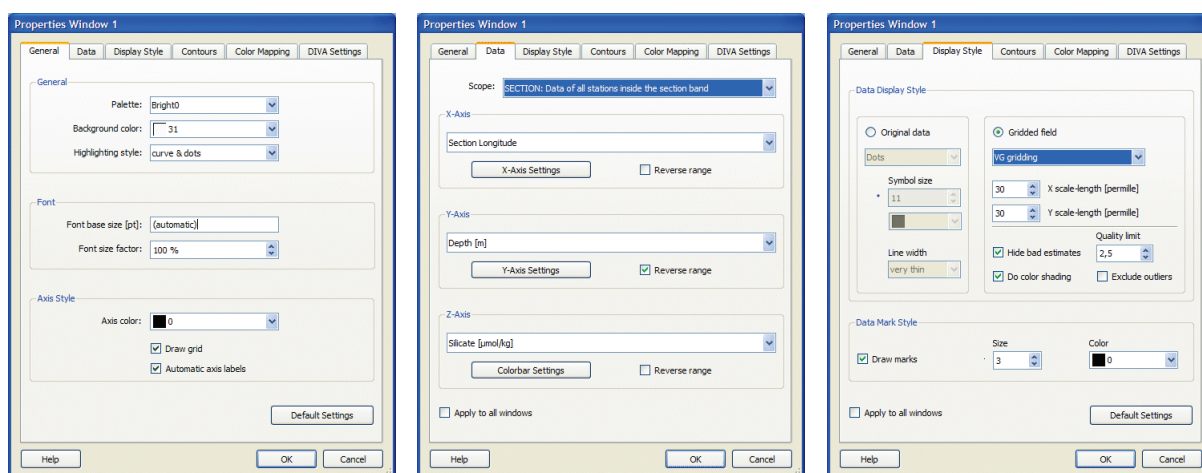 Properties Window 1
General Data Display Style Contours Color Mapping DIVA Settings
General
Palette: Bright0
Background color: 31
Highlighting style: curve & dots
Font
Font base size [pt]: (automatic)
Font size factor: 100 %
Axis Style
Axis color: 0
Draw grid
Automatic axis labels
Default Settings
Help OK Cancel
Properties Window 1
General Data Display Style Contours Color Mapping DIVA Settings
Scope: SECTION: Data of all stations inside the section band
X-Axis
Section Longitude
X-Axis Settings Reverse range
Y-Axis
Depth [m]
Y-Axis Settings Reverse range
Z-Axis
Silicate [μmol/kg]
Colorbar Settings Reverse range
Apply to all windows
Help OK Cancel
Properties Window 1
General Data Display Style Contours Color Mapping DIVA Settings
Data Display Style
Original data
Dots
Symbol size
11
Line width
very thin
Gridded field
VG gridding
30 X scale-length [permille]
30 Y scale-length [permille]
Quality limit
Hide bad estimates 2,5
Do color shading Exclude outliers
Data Mark Style
Size Color
Draw marks 3 0
Apply to all windows Default Settings
Help OK Cancel